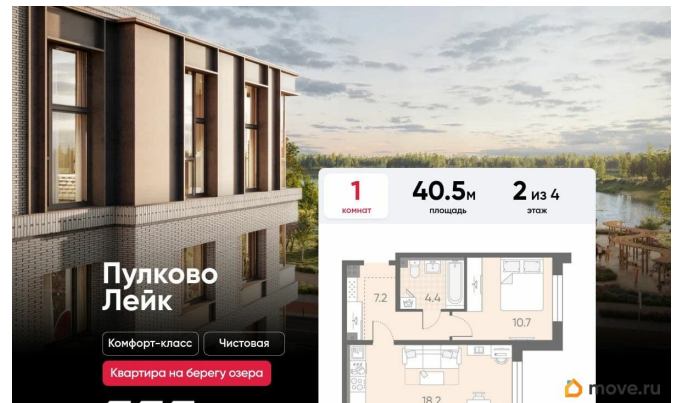 1
комнат
40.5м
площадь
2 из 4
этаж
Пулково
Лейк
Комфорт-класс
Чистовая
Квартира на берегу озера
7.2
4.4
10.7
18.2
move.ru